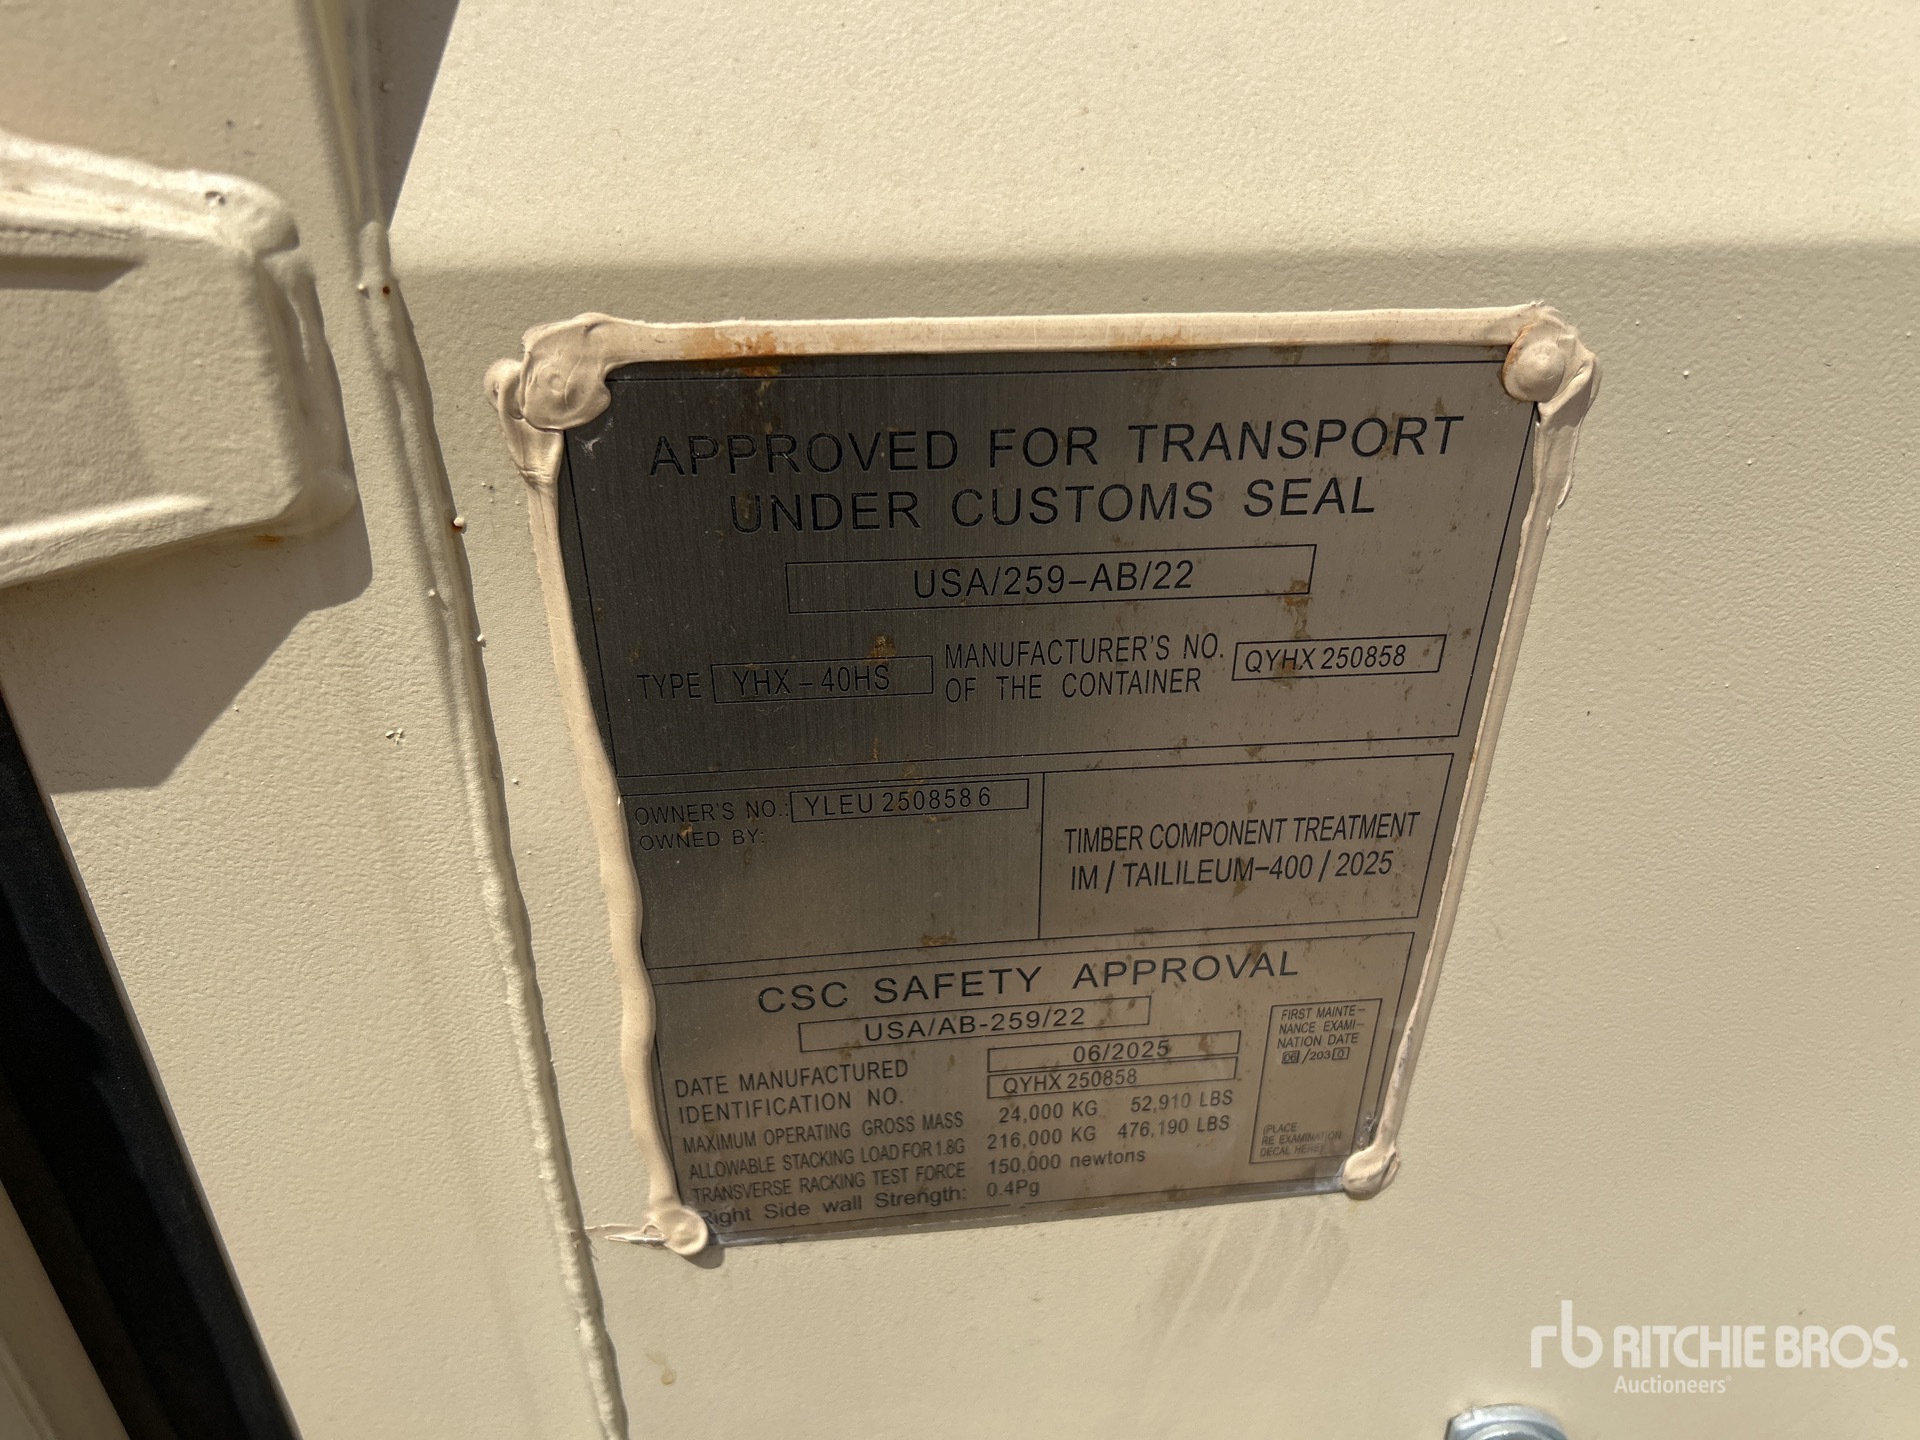 APPROVED FOR TRANSPORT
UNDER CUSTOMS SEAL
USA/259-AB/22
TYPE YHX-40HS MANUFACTURER'S NO. OF THE CONTAINER QYHX 250858
OWNER'S NO.: YLEU 250858 6
OWNED BY:
TIMBER COMPONENT TREATMENT
IM / TAILILEUM-400 / 2025
CSC SAFETY APPROVAL
USA/AB-259/22
DATE MANUFACTURED 06/2025
IDENTIFICATION NO. QYHX 250858
MAXIMUM OPERATING GROSS MASS 24,000 KG 52,910 LBS
ALLOWABLE STACKING LOAD FOR 1.8G 216,000 KG 476,190 LBS
TRANSVERSE RACKING TEST FORCE 150,000 newtons
Right Side wall Strength: 0.4Pg
FIRST MAINTE-
NANCE EXAMI-
NATION DATE
06/2030
(PLACE
RE EXAMINATION
DECAL HERE)
rb RITCHIE BROS.
Auctioneers